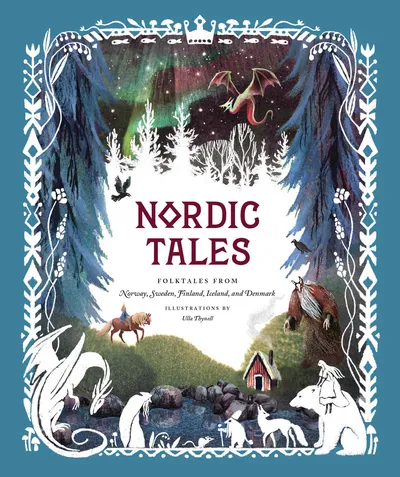 NORDIC
TALES
FOLKTALES FROM
Norway, Sweden, Finland, Iceland, and Denmark
ILLUSTRATIONS BY
Ulla Thynell